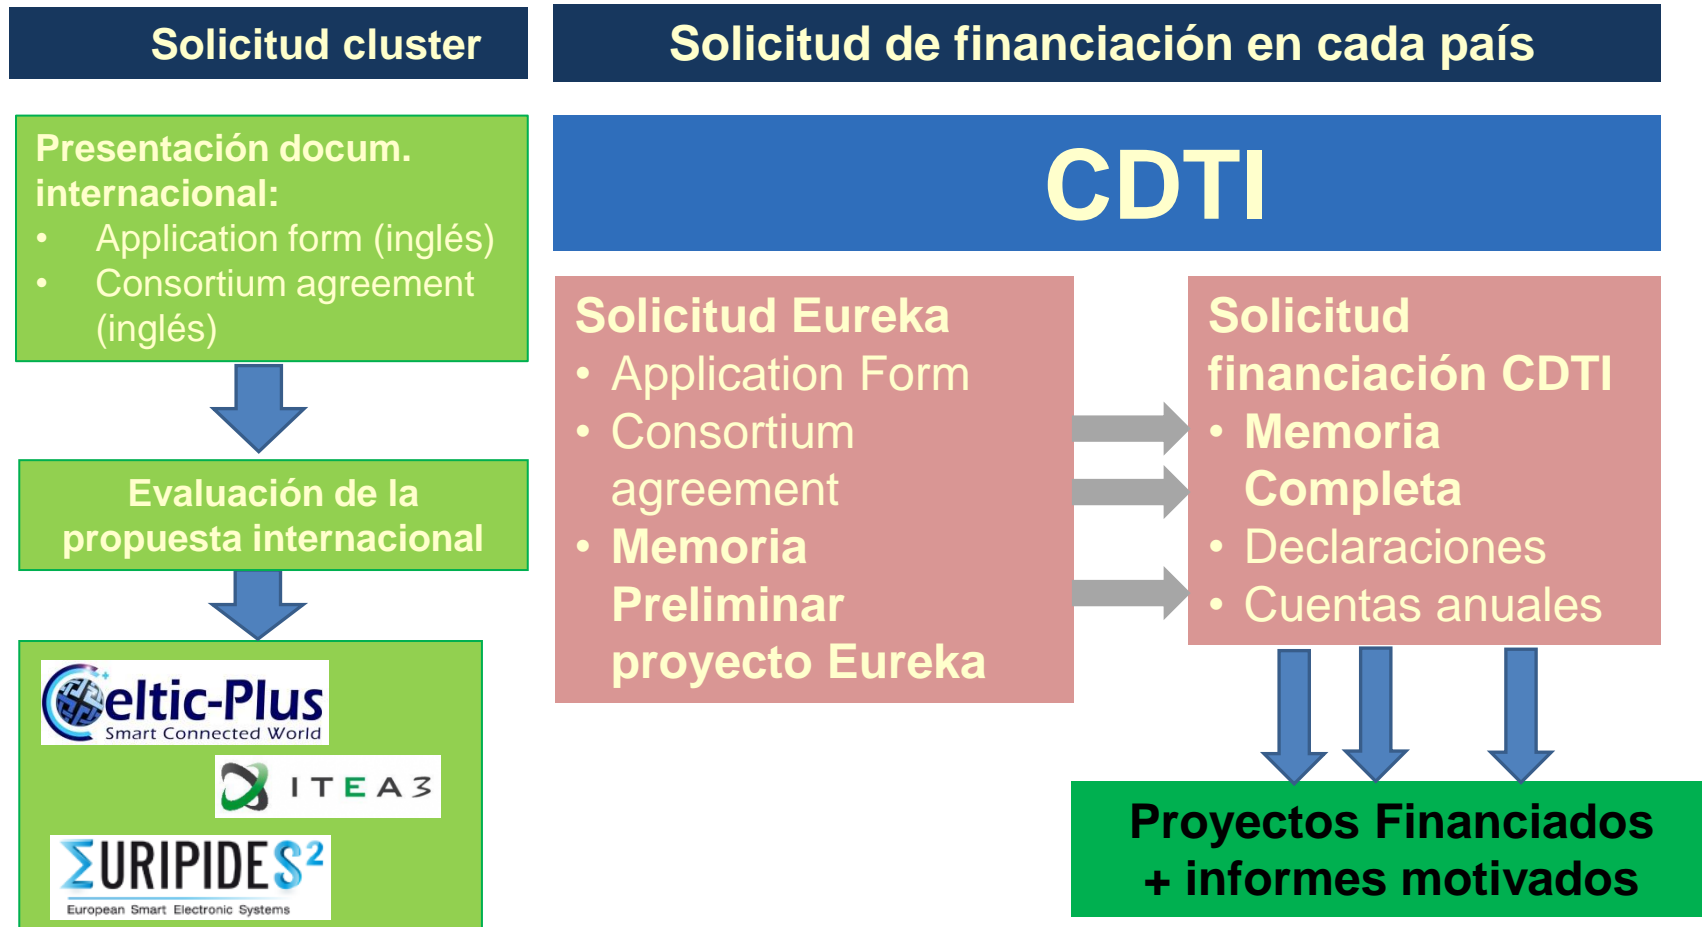 Solicitud cluster
Solicitud de financiación en cada país
Presentación docum.
internacional:
• Application form (inglés)
• Consortium agreement
(inglés)
Evaluación de la
propuesta internacional
Celtic-Plus
Smart Connected World
ITEA3
ΣURIPIDES²
European Smart Electronic Systems
CDTI
Solicitud Eureka
• Application Form
• Consortium
agreement
• Memoria
Preliminar
proyecto Eureka
Solicitud
financiación CDTI
• Memoria
Completa
• Declaraciones
• Cuentas anuales
Proyectos Financiados
+ informes motivados